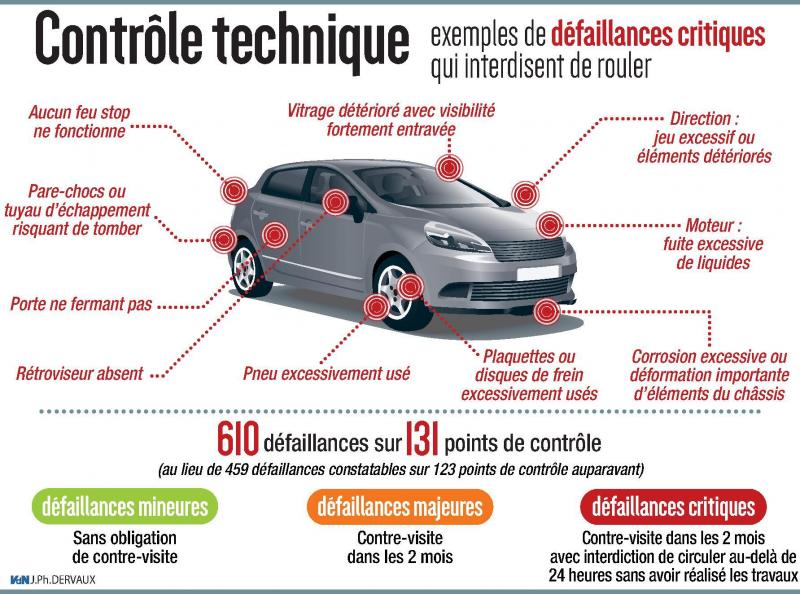 Contrôle technique
exemples de défaillances critiques
qui interdisent de rouler
Aucun feu stop
ne fonctionne
Vitrage détérioré avec visibilité
fortement entravée
Direction :
jeu excessif ou
éléments détériorés
Pare-chocs ou
tuyau d'échappement
risquant de tomber
Moteur :
fuite excessive
de liquides
Porte ne fermant pas
Rétroviseur absent
Pneu excessivement usé
Plaquettes ou
disques de frein
excessivement usés
Corrosion excessive ou
déformation importante
d'éléments du châssis
610 défaillances sur 131 points de contrôle
(au lieu de 459 défaillances constatables sur 123 points de contrôle auparavant)
défaillances mineures
Sans obligation
de contre-visite
défaillances majeures
Contre-visite
dans les 2 mois
défaillances critiques
Contre-visite dans les 2 mois
avec interdiction de circuler au-delà de
24 heures sans avoir réalisé les travaux
VdN J.Ph.DERVAUX